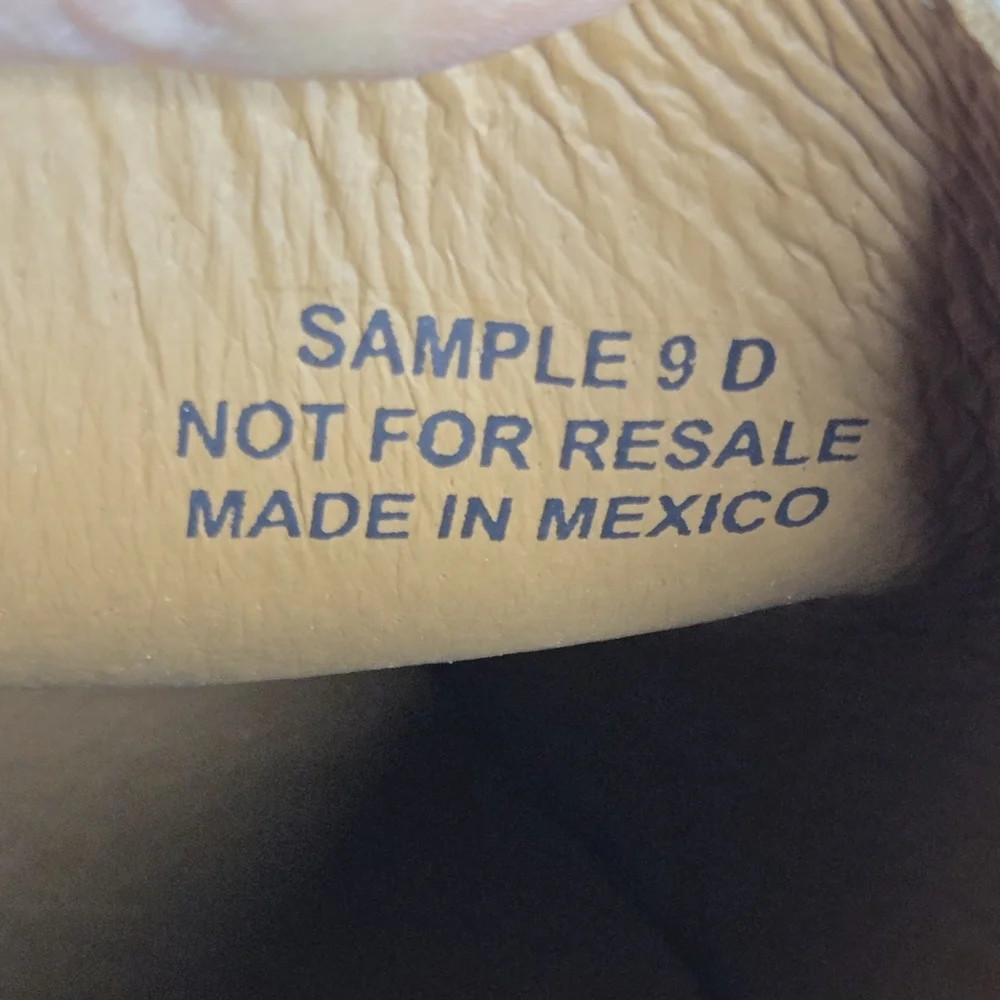 SAMPLE 9 D
NOT FOR RESALE
MADE IN MEXICO